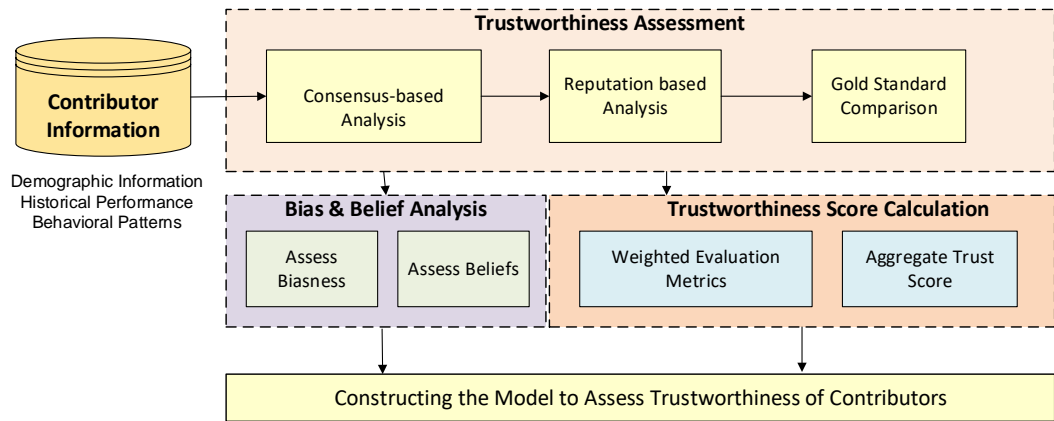 Trustworthiness Assessment
Contributor
Information
Consensus-based
Analysis
Reputation based
Analysis
Gold Standard
Comparison
Demographic Information
Historical Performance
Behavioral Patterns
Bias & Belief Analysis
Assess
Biasness
Assess Beliefs
Trustworthiness Score Calculation
Weighted Evaluation
Metrics
Aggregate Trust
Score
Constructing the Model to Assess Trustworthiness of Contributors